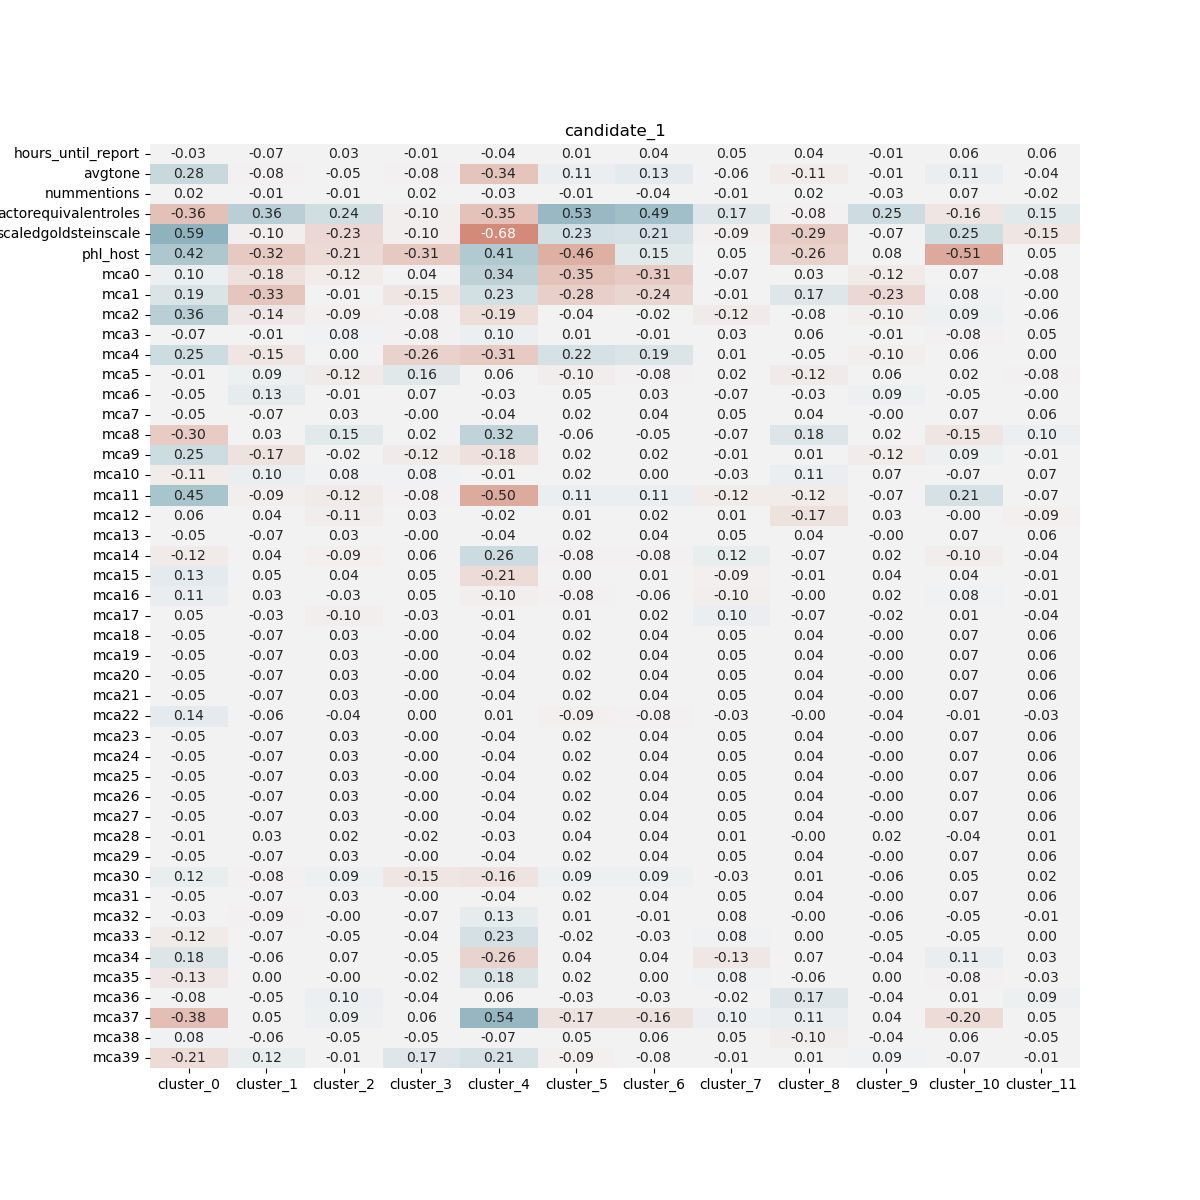 candidate_1
hours_until_report -0.03 -0.07 0.03 -0.01 -0.04 0.01 0.04 0.05 0.04 -0.01 0.06 0.06
avgtone 0.28 -0.08 -0.05 -0.08 -0.34 0.11 0.13 -0.06 -0.11 -0.01 0.11 -0.04
nummentions 0.02 -0.01 -0.01 0.02 -0.03 -0.01 -0.04 -0.01 0.02 -0.03 0.07 -0.02
actorequivalentroles -0.36 0.36 0.24 -0.10 -0.35 0.53 0.49 0.17 -0.08 0.25 -0.16 0.15
scaledgoldsteinscale 0.59 -0.10 -0.23 -0.10 -0.68 0.23 0.21 -0.09 -0.29 -0.07 0.25 -0.15
phl_host 0.42 -0.32 -0.21 -0.31 0.41 -0.46 0.15 0.05 -0.26 0.08 -0.51 0.05
mca0 0.10 -0.18 -0.12 0.04 0.34 -0.35 -0.31 -0.07 0.03 -0.12 0.07 -0.08
mca1 0.19 -0.33 -0.01 -0.15 0.23 -0.28 -0.24 -0.01 0.17 -0.23 0.08 -0.00
mca2 0.36 -0.14 -0.09 -0.08 -0.19 -0.04 -0.02 -0.12 -0.08 -0.10 0.09 -0.06
mca3 -0.07 -0.01 0.08 -0.08 0.10 0.01 -0.01 0.03 0.06 -0.01 -0.08 0.05
mca4 0.25 -0.15 0.00 -0.26 -0.31 0.22 0.19 0.01 -0.05 -0.10 0.06 0.00
mca5 -0.01 0.09 -0.12 0.16 0.06 -0.10 -0.08 0.02 -0.12 0.06 0.02 -0.08
mca6 -0.05 0.13 -0.01 0.07 -0.03 0.05 0.03 -0.07 -0.03 0.09 -0.05 -0.00
mca7 -0.05 -0.07 0.03 -0.00 -0.04 0.02 0.04 0.05 0.04 -0.00 0.07 0.06
mca8 -0.30 0.03 0.15 0.02 0.32 -0.06 -0.05 -0.07 0.18 0.02 -0.15 0.10
mca9 0.25 -0.17 -0.02 -0.12 -0.18 0.02 0.02 -0.01 0.01 -0.12 0.09 -0.01
mca10 -0.11 0.10 0.08 0.08 -0.01 0.02 0.00 -0.03 0.11 0.07 -0.07 0.07
mca11 0.45 -0.09 -0.12 -0.08 -0.50 0.11 0.11 -0.12 -0.12 -0.07 0.21 -0.07
mca12 0.06 0.04 -0.11 0.03 -0.02 0.01 0.02 0.01 -0.17 0.03 -0.00 -0.09
mca13 -0.05 -0.07 0.03 -0.00 -0.04 0.02 0.04 0.05 0.04 -0.00 0.07 0.06
mca14 -0.12 0.04 -0.09 0.06 0.26 -0.08 -0.08 0.12 -0.07 0.02 -0.10 -0.04
mca15 0.13 0.05 0.04 0.05 -0.21 0.00 0.01 -0.09 -0.01 0.04 0.04 -0.01
mca16 0.11 0.03 -0.03 0.05 -0.10 -0.08 -0.06 -0.10 -0.00 0.02 0.08 -0.01
mca17 0.05 -0.03 -0.10 -0.03 -0.01 0.01 0.02 0.10 -0.07 -0.02 0.01 -0.04
mca18 -0.05 -0.07 0.03 -0.00 -0.04 0.02 0.04 0.05 0.04 -0.00 0.07 0.06
mca19 -0.05 -0.07 0.03 -0.00 -0.04 0.02 0.04 0.05 0.04 -0.00 0.07 0.06
mca20 -0.05 -0.07 0.03 -0.00 -0.04 0.02 0.04 0.05 0.04 -0.00 0.07 0.06
mca21 -0.05 -0.07 0.03 -0.00 -0.04 0.02 0.04 0.05 0.04 -0.00 0.07 0.06
mca22 0.14 -0.06 -0.04 0.00 0.01 -0.09 -0.08 -0.03 -0.00 -0.04 -0.01 -0.03
mca23 -0.05 -0.07 0.03 -0.00 -0.04 0.02 0.04 0.05 0.04 -0.00 0.07 0.06
mca24 -0.05 -0.07 0.03 -0.00 -0.04 0.02 0.04 0.05 0.04 -0.00 0.07 0.06
mca25 -0.05 -0.07 0.03 -0.00 -0.04 0.02 0.04 0.05 0.04 -0.00 0.07 0.06
mca26 -0.05 -0.07 0.03 -0.00 -0.04 0.02 0.04 0.05 0.04 -0.00 0.07 0.06
mca27 -0.05 -0.07 0.03 -0.00 -0.04 0.02 0.04 0.05 0.04 -0.00 0.07 0.06
mca28 -0.01 0.03 0.02 -0.02 -0.03 0.04 0.04 0.01 -0.00 0.02 -0.04 0.01
mca29 -0.05 -0.07 0.03 -0.00 -0.04 0.02 0.04 0.05 0.04 -0.00 0.07 0.06
mca30 0.12 -0.08 0.09 -0.15 -0.16 0.09 0.09 -0.03 0.01 -0.06 0.05 0.02
mca31 -0.05 -0.07 0.03 -0.00 -0.04 0.02 0.04 0.05 0.04 -0.00 0.07 0.06
mca32 -0.03 -0.09 -0.00 -0.07 0.13 0.01 -0.01 0.08 -0.00 -0.06 -0.05 -0.01
mca33 -0.12 -0.07 -0.05 -0.04 0.23 -0.02 -0.03 0.08 0.00 -0.05 -0.05 0.00
mca34 0.18 -0.06 0.07 -0.05 -0.26 0.04 0.04 -0.13 0.07 -0.04 0.11 0.03
mca35 -0.13 0.00 -0.00 -0.02 0.18 0.02 0.00 0.08 -0.06 0.00 -0.08 -0.03
mca36 -0.08 -0.05 0.10 -0.04 0.06 -0.03 -0.03 -0.02 0.17 -0.04 0.01 0.09
mca37 -0.38 0.05 0.09 0.06 0.54 -0.17 -0.16 0.10 0.11 0.04 -0.20 0.05
mca38 0.08 -0.06 -0.05 -0.05 -0.07 0.05 0.06 0.05 -0.10 -0.04 0.06 -0.05
mca39 -0.21 0.12 -0.01 0.17 0.21 -0.09 -0.08 -0.01 0.01 0.09 -0.07 -0.01
cluster_0 cluster_1 cluster_2 cluster_3 cluster_4 cluster_5 cluster_6 cluster_7 cluster_8 cluster_9 cluster_10 cluster_11